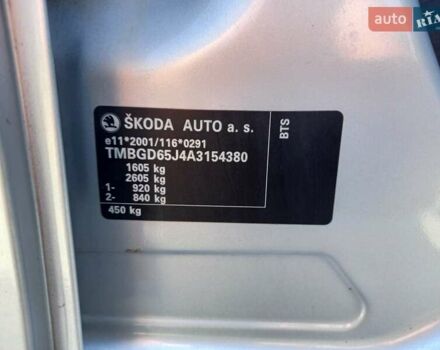 auto RIA
ŠKODA AUTO a. s.
e11*2001/116*0291
TMBGD65J4A3154380
1605 kg
2605 kg
1- 920 kg
2- 840 kg
450 kg
BTS